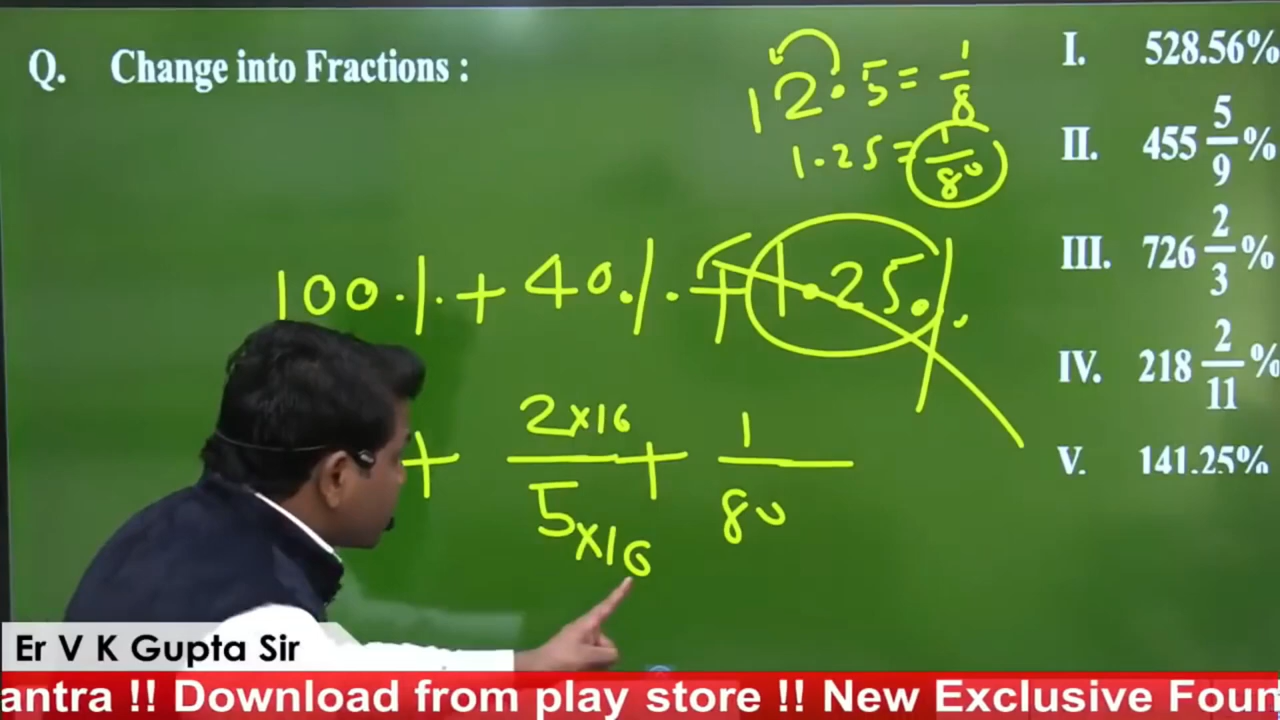 Q. Change into Fractions :
12.5 = 1/8
1.25 = 1/80
100% + 40% + 1.25%
+ 2×16/5×16 + 1/80
I. 528.56%
II. 455 5/9 %
III. 726 2/3 %
IV. 218 2/11 %
V. 141.25%
Er V K Gupta Sir
antra !! Download from play store !! New Exclusive Foun